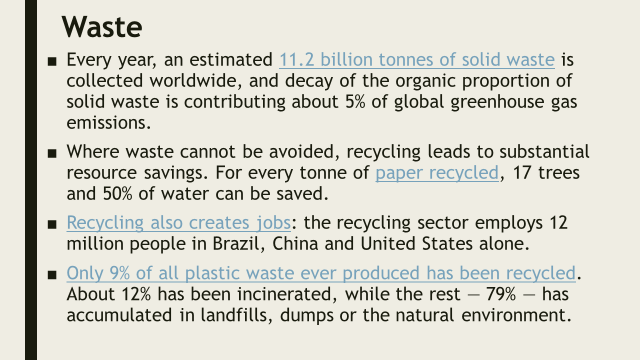 Waste
▪ Every year, an estimated 11.2 billion tonnes of solid waste is
collected worldwide, and decay of the organic proportion of
solid waste is contributing about 5% of global greenhouse gas
emissions.
▪ Where waste cannot be avoided, recycling leads to substantial
resource savings. For every tonne of paper recycled, 17 trees
and 50% of water can be saved.
▪ Recycling also creates jobs: the recycling sector employs 12
million people in Brazil, China and United States alone.
▪ Only 9% of all plastic waste ever produced has been recycled.
About 12% has been incinerated, while the rest — 79% — has
accumulated in landfills, dumps or the natural environment.